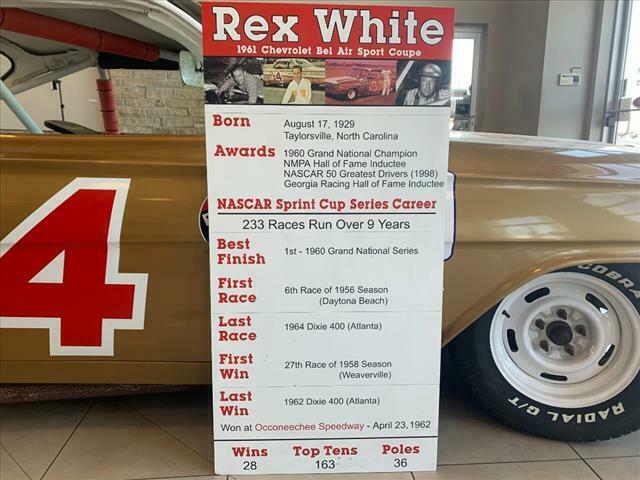 Rex White
1961 Chevrolet Bel Air Sport Coupe
4
Born August 17, 1929
Taylorsville, North Carolina
Awards 1960 Grand National Champion
NMPA Hall of Fame Inductee
NASCAR 50 Greatest Drivers (1998)
Georgia Racing Hall of Fame Inductee
NASCAR Sprint Cup Series Career
233 Races Run Over 9 Years
Best
Finish 1st - 1960 Grand National Series
First
Race 6th Race of 1956 Season
(Daytona Beach)
Last
Race 1964 Dixie 400 (Atlanta)
First
Win 27th Race of 1958 Season
(Weaverville)
Last
Win 1962 Dixie 400 (Atlanta)
Won at Occoneechee Speedway - April 23, 1962
Wins Top Tens Poles
28 163 36
4
COBRA
RADIAL G/T